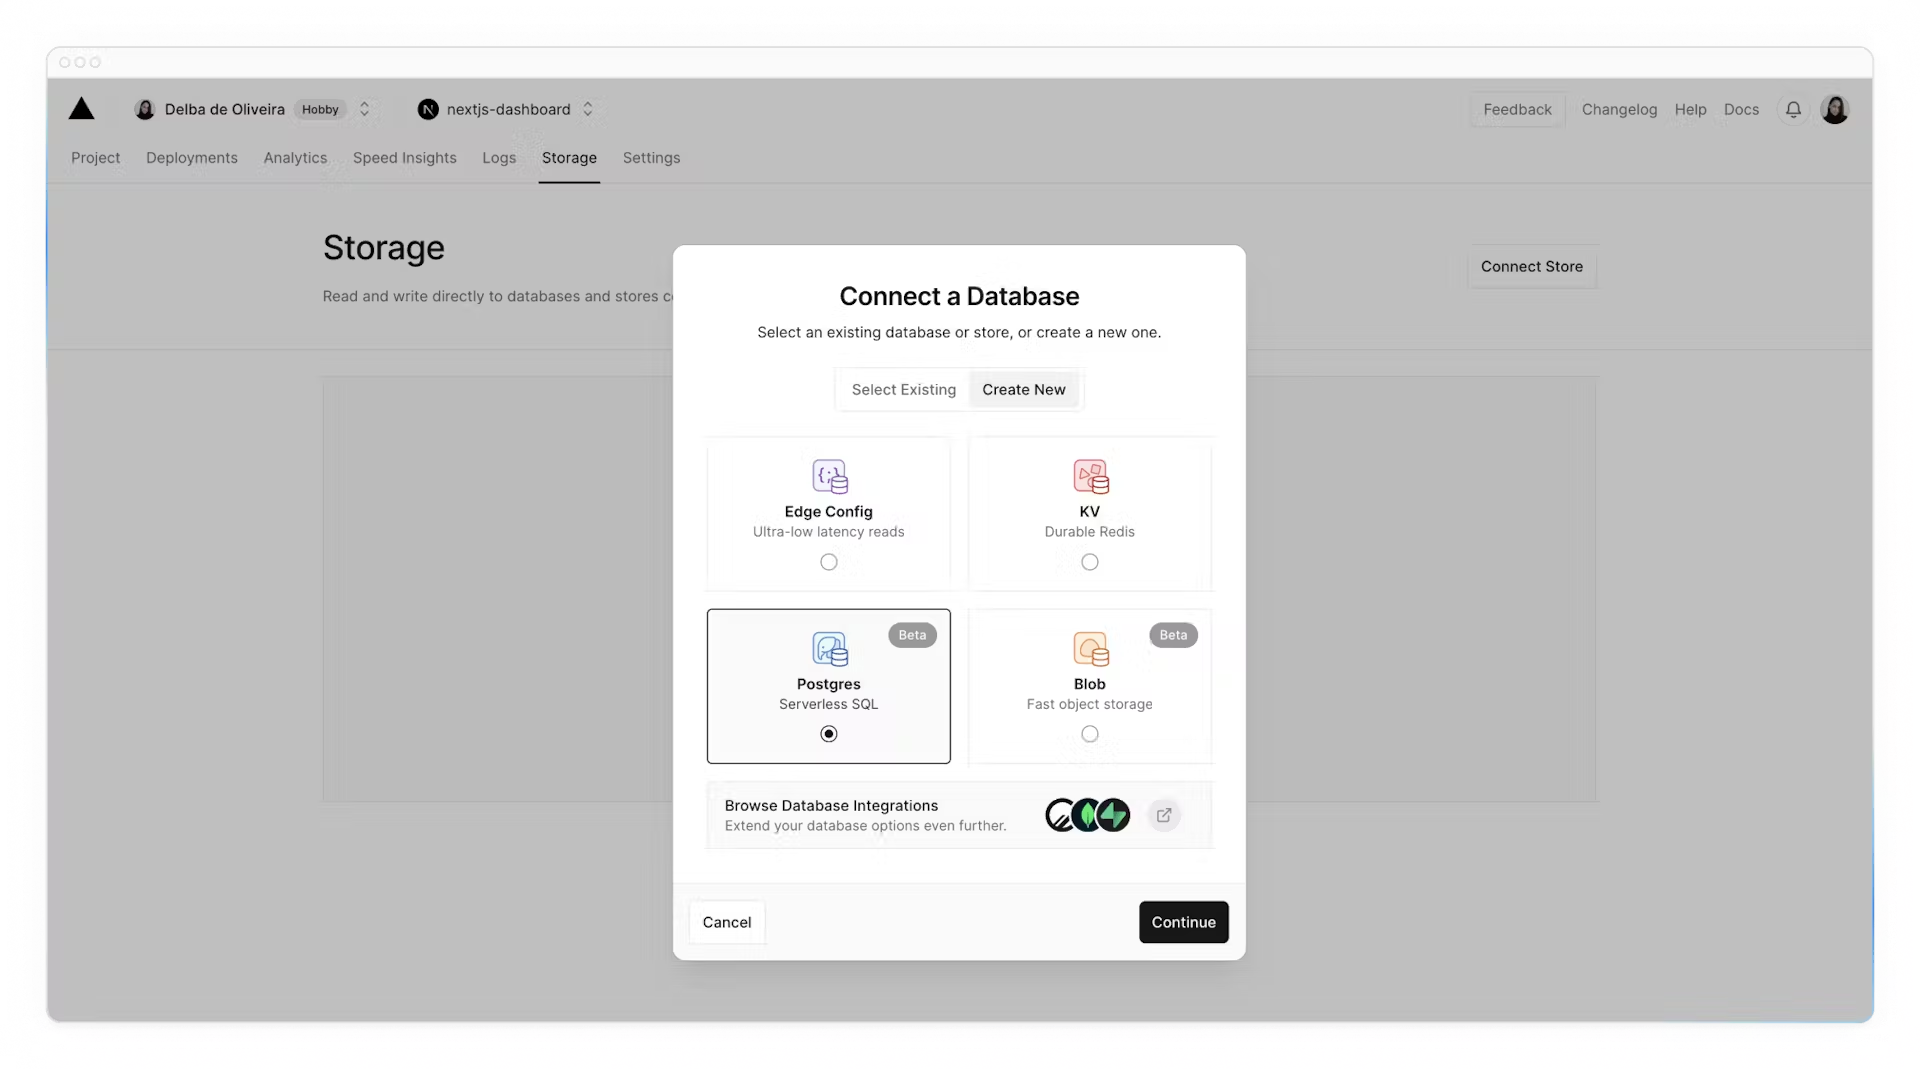 Delba de Oliveira Hobby nextjs-dashboard Feedback Changelog Help Docs
Project Deployments Analytics Speed Insights Logs Storage Settings
Storage
Read and write directly to databases and stores
Connect Store
Connect a Database
Select an existing database or store, or create a new one.
Select Existing Create New
Edge Config
Ultra-low latency reads
KV
Durable Redis
Beta
Postgres
Serverless SQL
Beta
Blob
Fast object storage
Browse Database Integrations
Extend your database options even further.
Cancel Continue